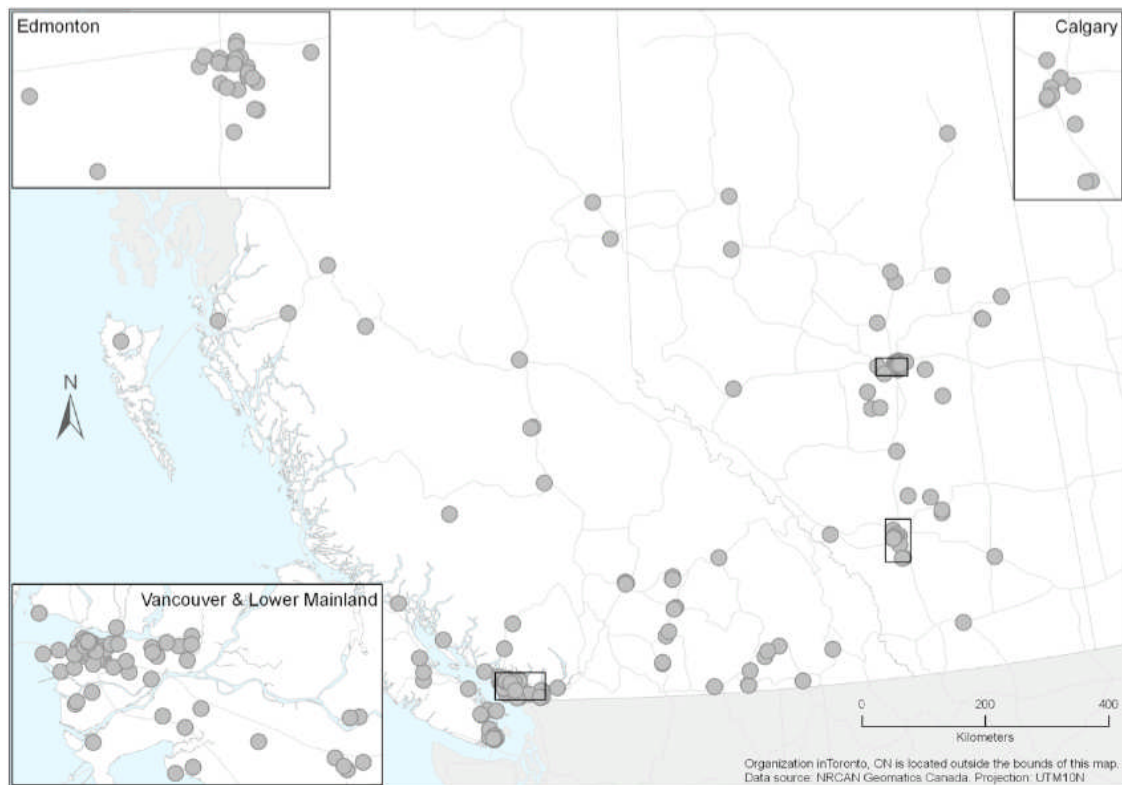 Edmonton
Calgary
N
Vancouver & Lower Mainland
0 200 400
Kilometers
Organization inToronto, ON is located outside the bounds of this map.
Data source: NRCAN Geomatics Canada. Projection: UTM10N